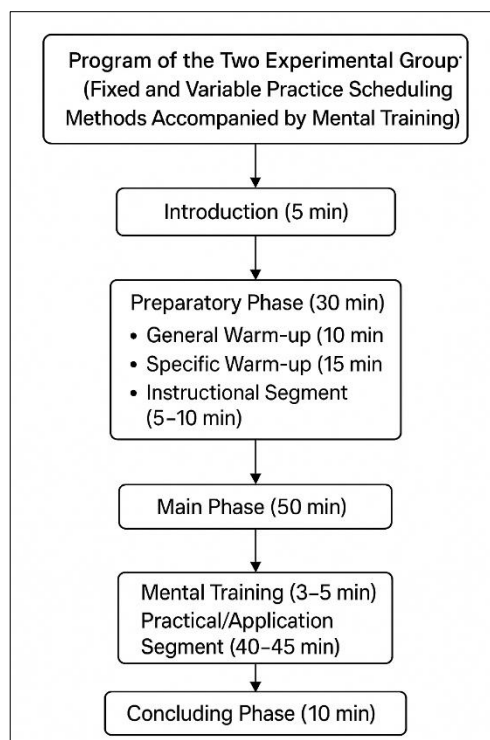 Program of the Two Experimental Group·
(Fixed and Variable Practice Scheduling
Methods Accompanied by Mental Training)
Introduction (5 min)
Preparatory Phase (30 min)
• General Warm-up (10 min
• Specific Warm-up (15 min
• Instructional Segment
(5–10 min)
Main Phase (50 min)
Mental Training (3–5 min)
Practical/Application
Segment (40–45 min)
Concluding Phase (10 min)